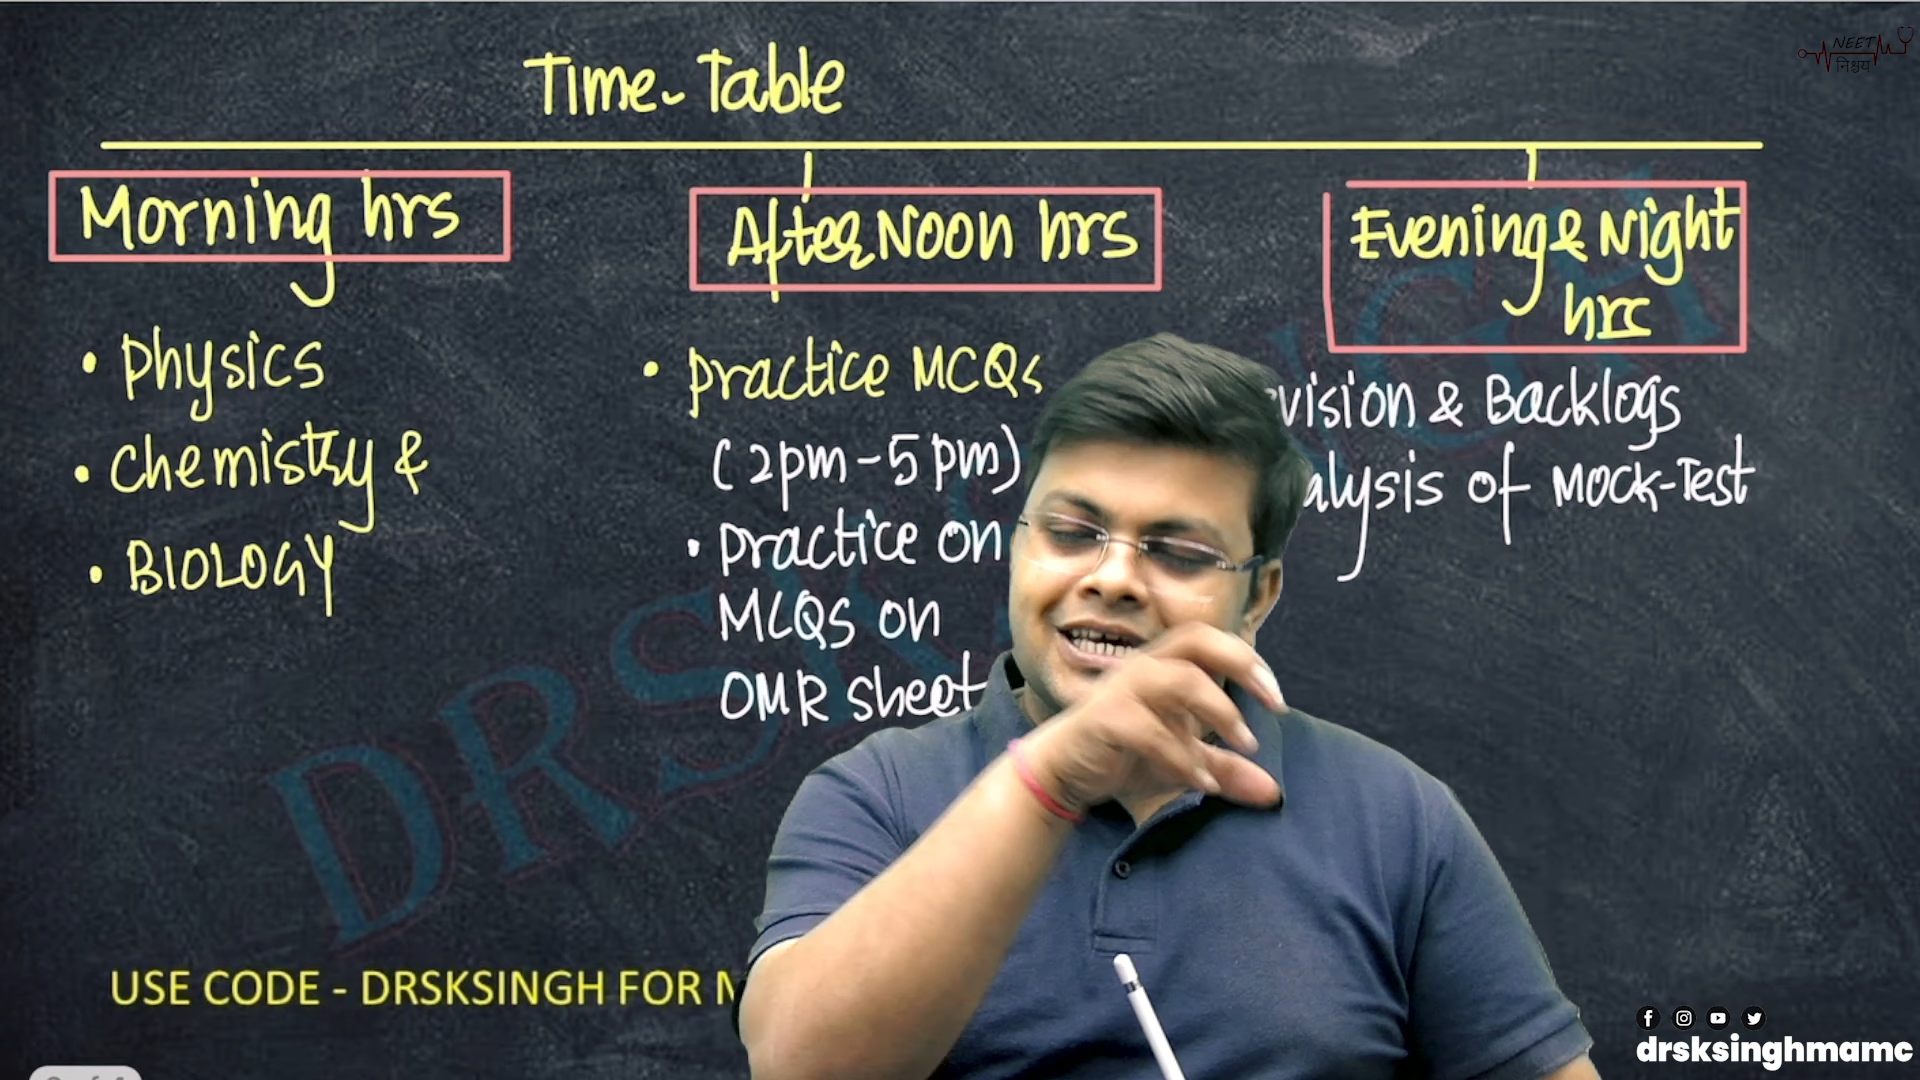 NEET
निश्चय
Time-Table
Morning hrs
• Physics
• Chemistry &
• BIOLOGY
AfterNoon hrs
• Practice MCQs
(2pm-5pm)
• Practice on
MCQs on
OMR sheet
Evening & Night
hrs
vision & Backlogs
alysis of Mock-Test
DRSK
USE CODE - DRSKSINGH FOR
drsksinghmamc